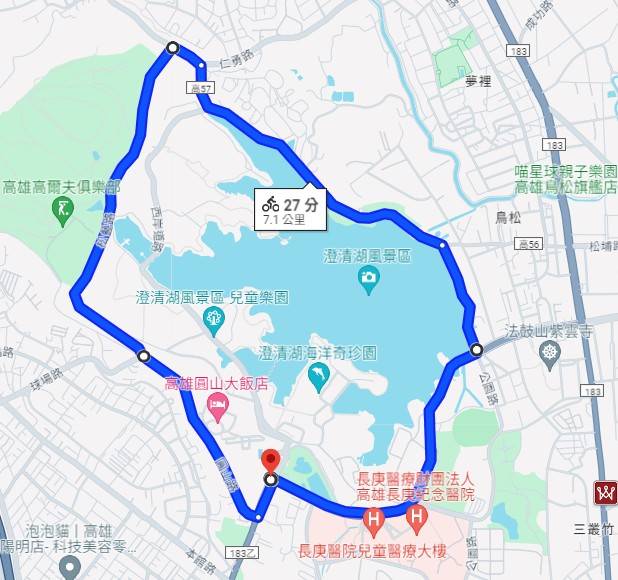 成功路
183
仁勇路
夢裡
高57
183
喵星球親子樂園
高雄鳥松旗艦店
高雄高爾夫俱樂部
27 分
7.1 公里
鳥松
高56
松埔路
澄清湖風景區
澄清湖風景區 兒童樂園
法鼓山紫雲寺
澄清湖海洋奇珍園
球場路
高雄圓山大飯店
公園路
183
圓山路
長庚醫療財團法人
高雄長庚紀念醫院
長庚醫院兒童醫療大樓
三叢竹
泡泡貓丨高雄
陽明店- 科技美容零...
183乙
本館路